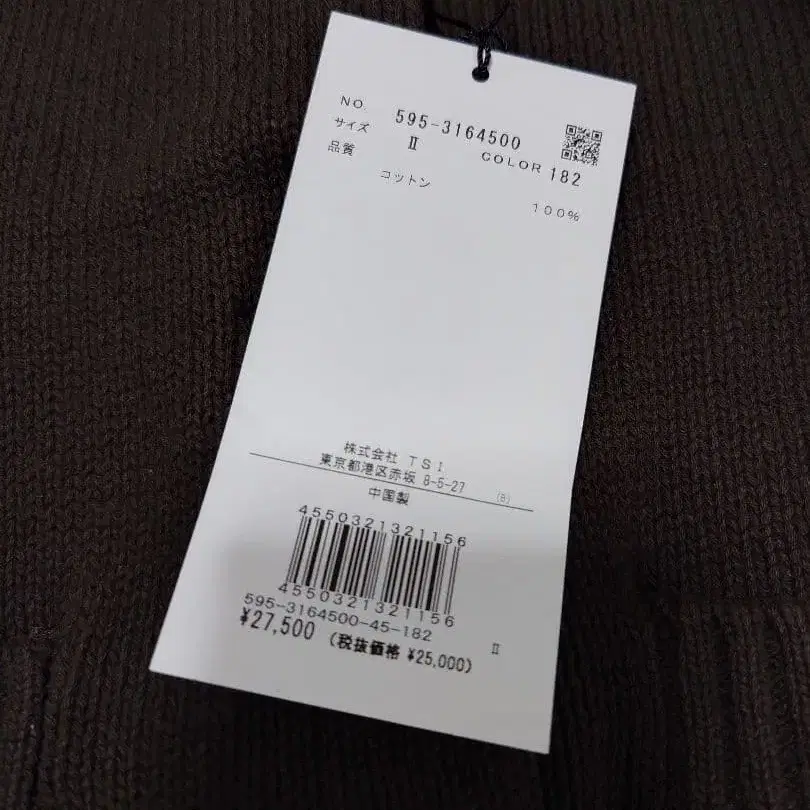 NO. 595-3164500
サイズ Ⅱ COLOR 182
品質
コットン 100%
株式会社 TSI
東京都港区赤坂 8-5-27 (8)
中国製
4550321321156
4550321321156
595-3164500-45-182 Ⅱ
¥27,500 (税抜価格 ¥25,000)